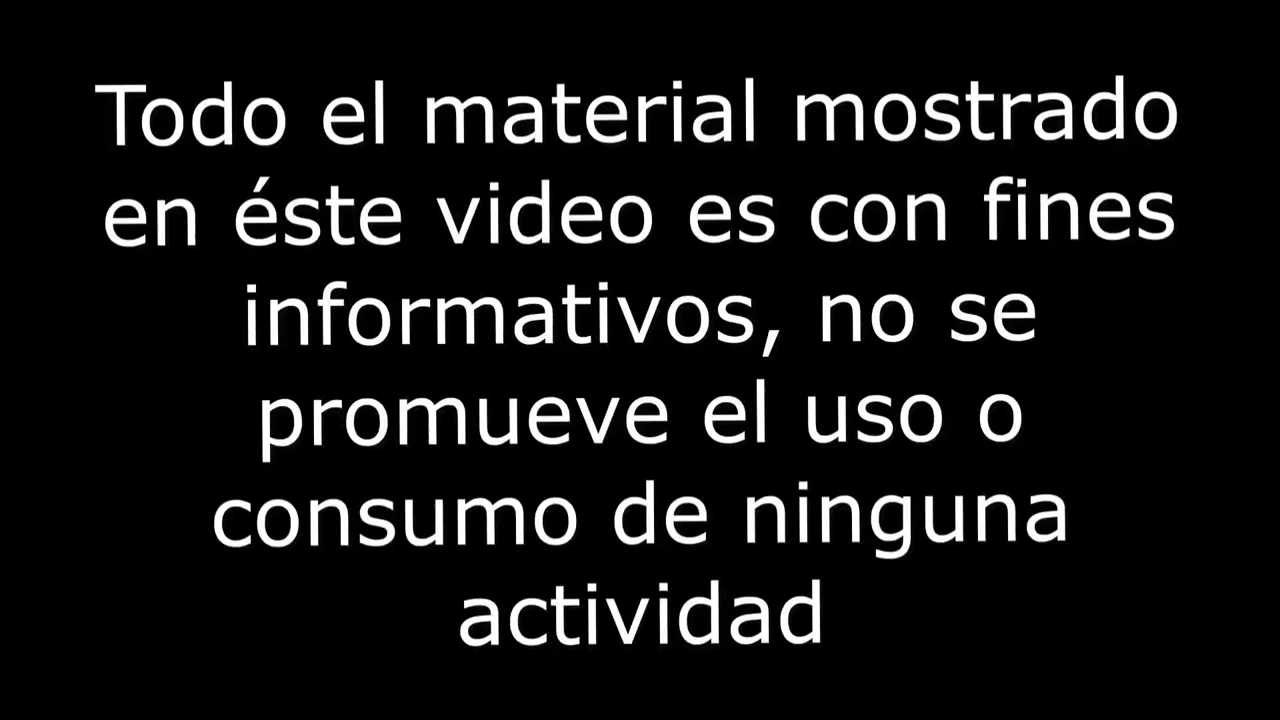 Todo el material mostrado
en éste video es con fines
informativos, no se
promueve el uso o
consumo de ninguna
actividad